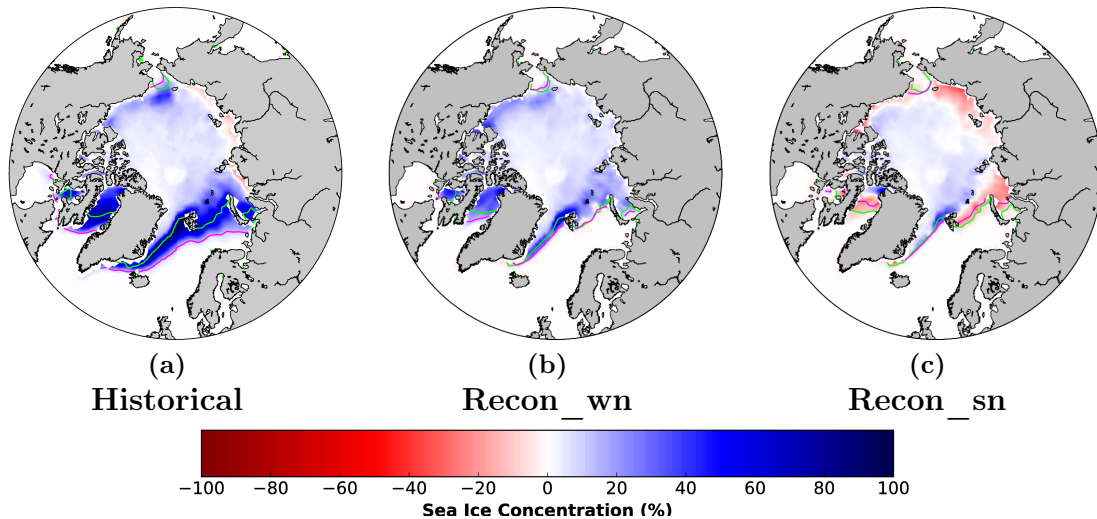 (a) (b) (c)
Historical Recon_wn Recon_sn
−100 −80 −60 −40 −20 0 20 40 60 80 100
Sea Ice Concentration (%)